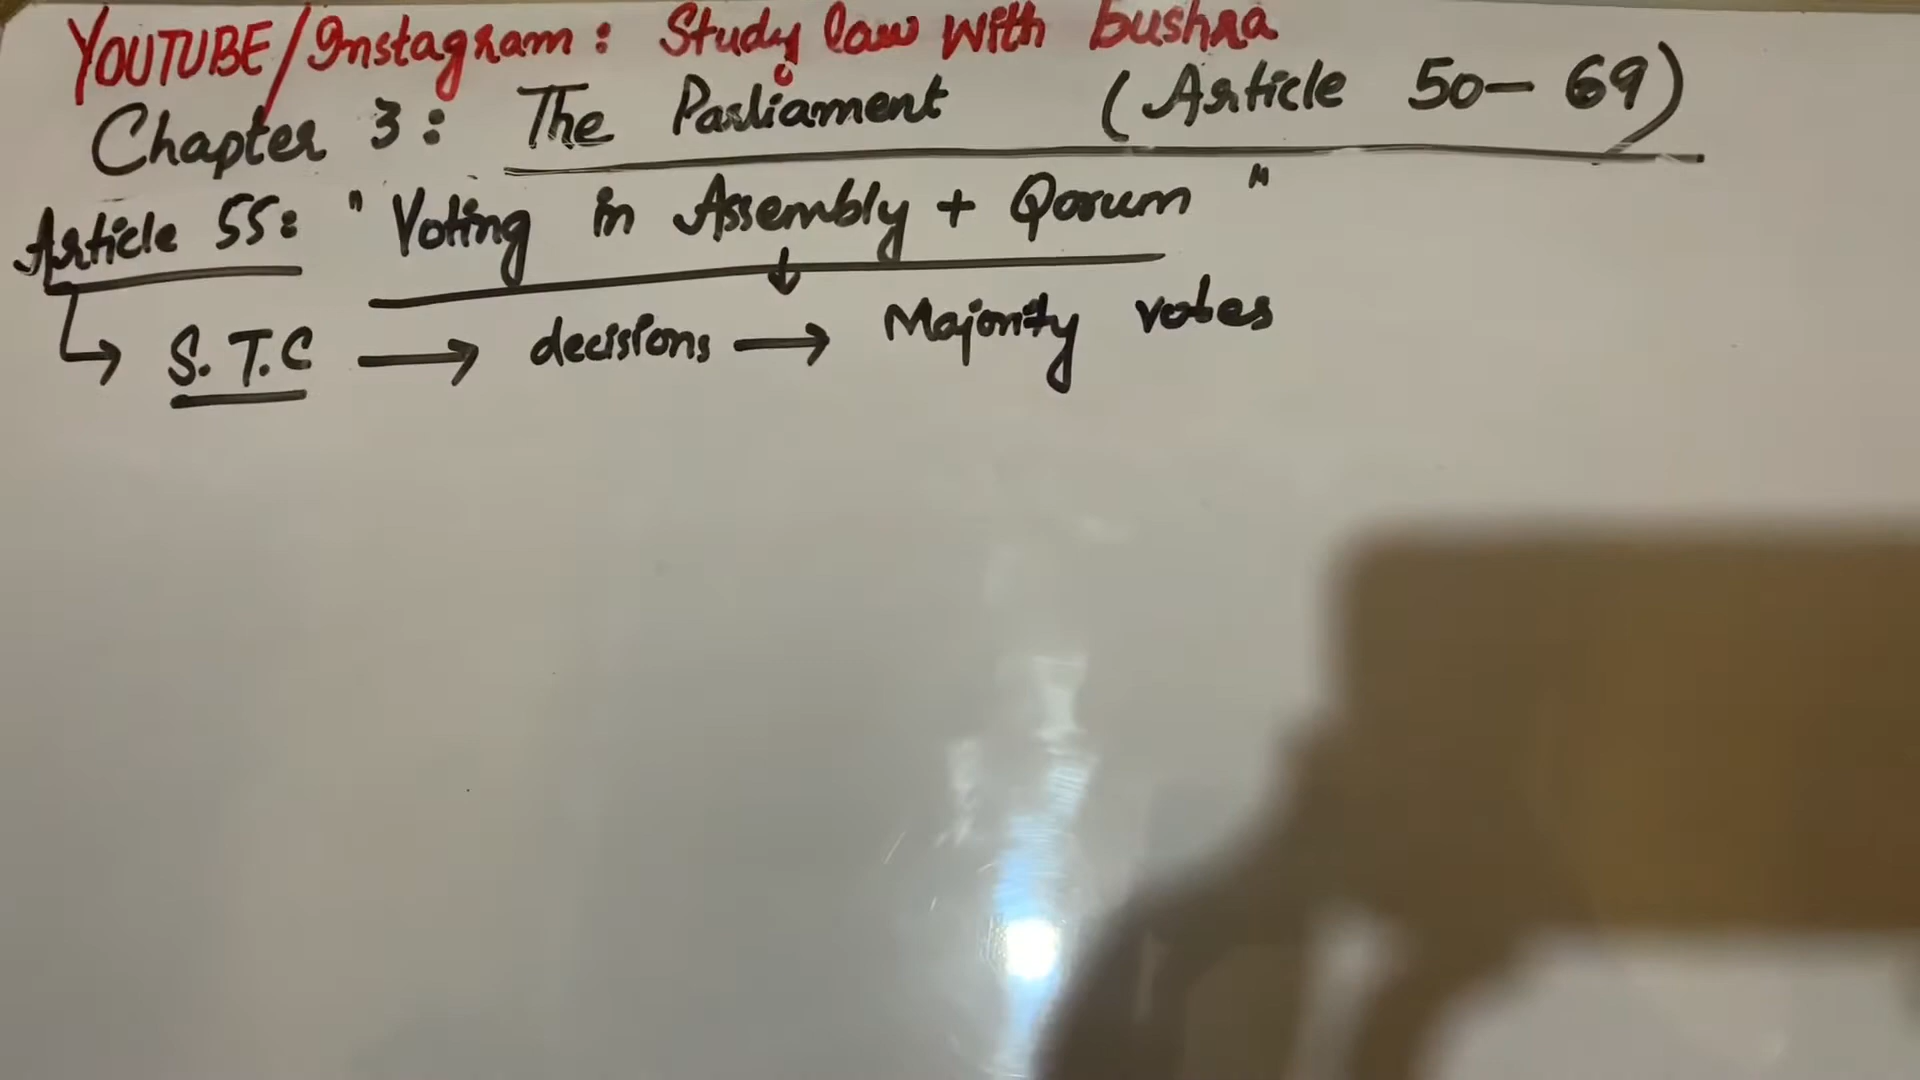 YOUTUBE/Instagram: Study law with bushra
Chapter 3: The Parliament (Article 50-69)
Article 55: "Voting in Assembly + Qorum"
↓
↳ S.T.C → decisions → Majority votes